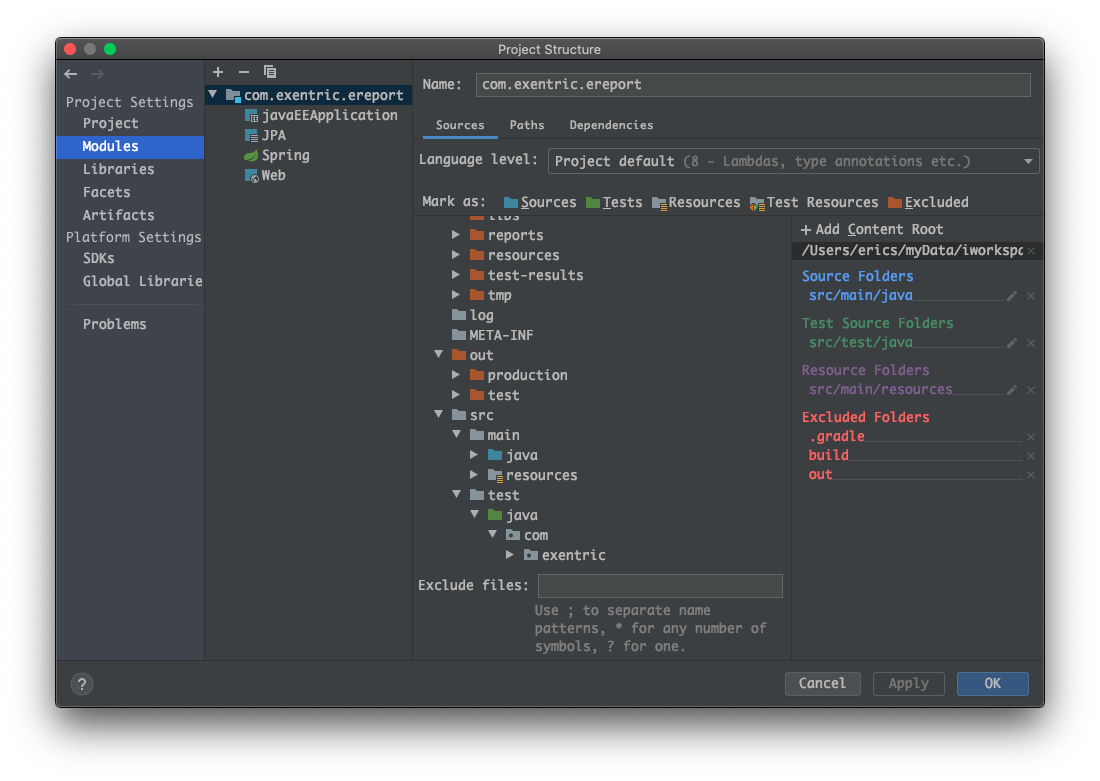 Project Structure
Project Settings
Project
Modules
Libraries
Facets
Artifacts
Platform Settings
SDKs
Global Librarie
Problems
com.exentric.ereport
javaEEApplication
JPA
Spring
Web
Name: com.exentric.ereport
Sources Paths Dependencies
Language level: Project default (8 - Lambdas, type annotations etc.)
Mark as: Sources Tests Resources Test Resources Excluded
libs
reports
resources
test-results
tmp
log
META-INF
out
production
test
src
main
java
resources
test
java
com
exentric
Exclude files:
Use ; to separate name
patterns, * for any number of
symbols, ? for one.
+ Add Content Root
/Users/erics/myData/iworkspa
Source Folders
src/main/java
Test Source Folders
src/test/java
Resource Folders
src/main/resources
Excluded Folders
.gradle
build
out
?
Cancel Apply OK